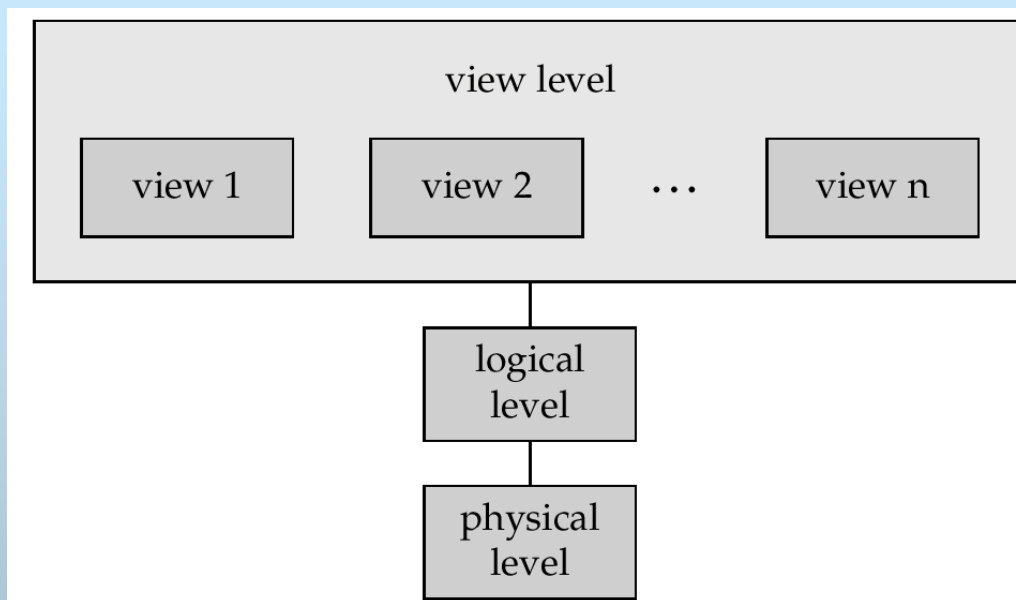 view level
view 1
view 2
...
view n
logical
level
physical
level